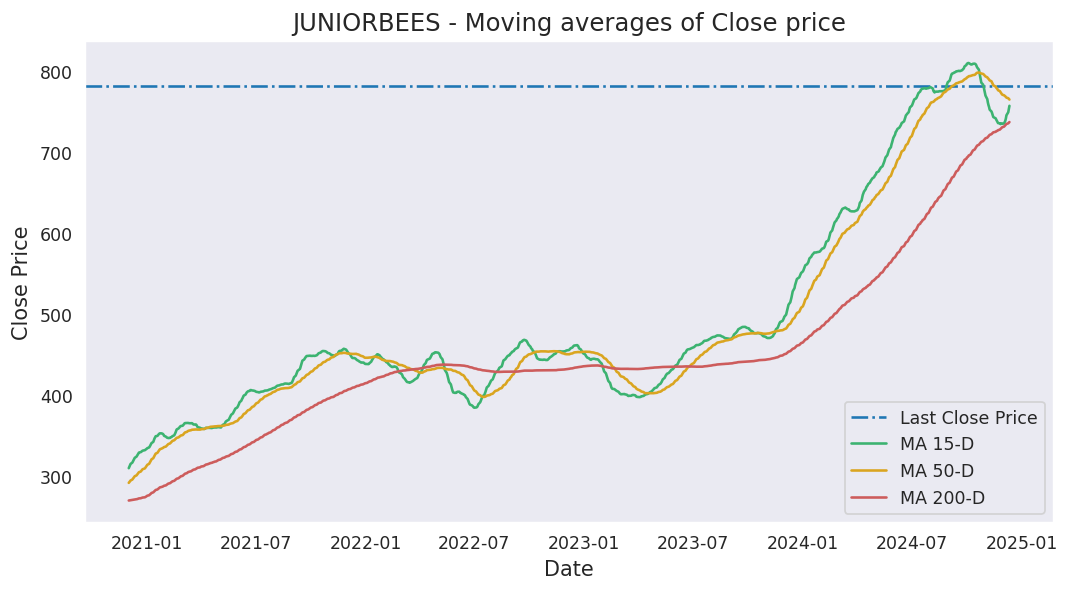 JUNIORBEES - Moving averages of Close price
Close Price
800
700
600
500
400
300
2021-01
2021-07
2022-01
2022-07
2023-01
2023-07
2024-01
2024-07
2025-01
Date
Last Close Price
MA 15-D
MA 50-D
MA 200-D